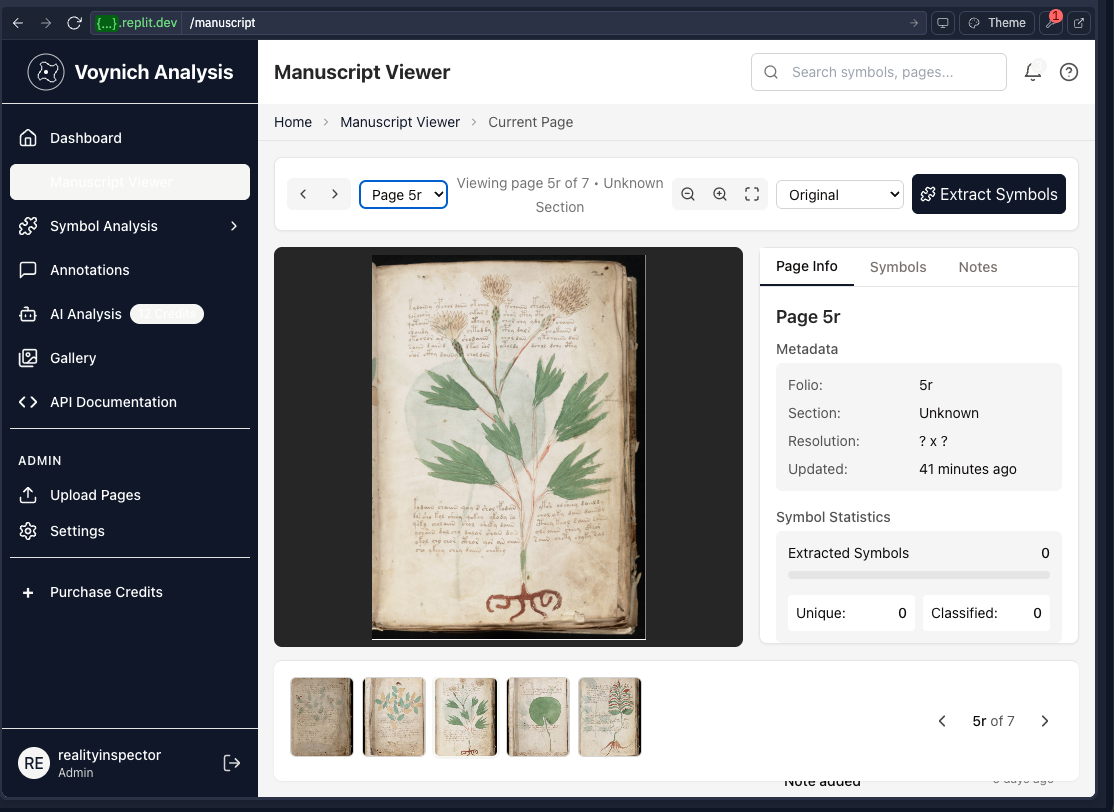 {...}.replit.dev /manuscript
Theme
1
Voynich Analysis
Manuscript Viewer
Search symbols, pages...
3
Dashboard
Manuscript Viewer
Symbol Analysis
Annotations
AI Analysis
Credits
Gallery
API Documentation
ADMIN
Upload Pages
Settings
Purchase Credits
RE
realityinspector
Admin
Home
Manuscript Viewer
Current Page
Page 5r
Viewing page 5r of 7 • Unknown
Section
Original
Extract Symbols
Page Info
Symbols
Notes
Page 5r
Metadata
Folio: 5r
Section: Unknown
Resolution: ? x ?
Updated: 41 minutes ago
Symbol Statistics
Extracted Symbols 0
Unique: 0
Classified: 0
5r of 7
Note added
days ago